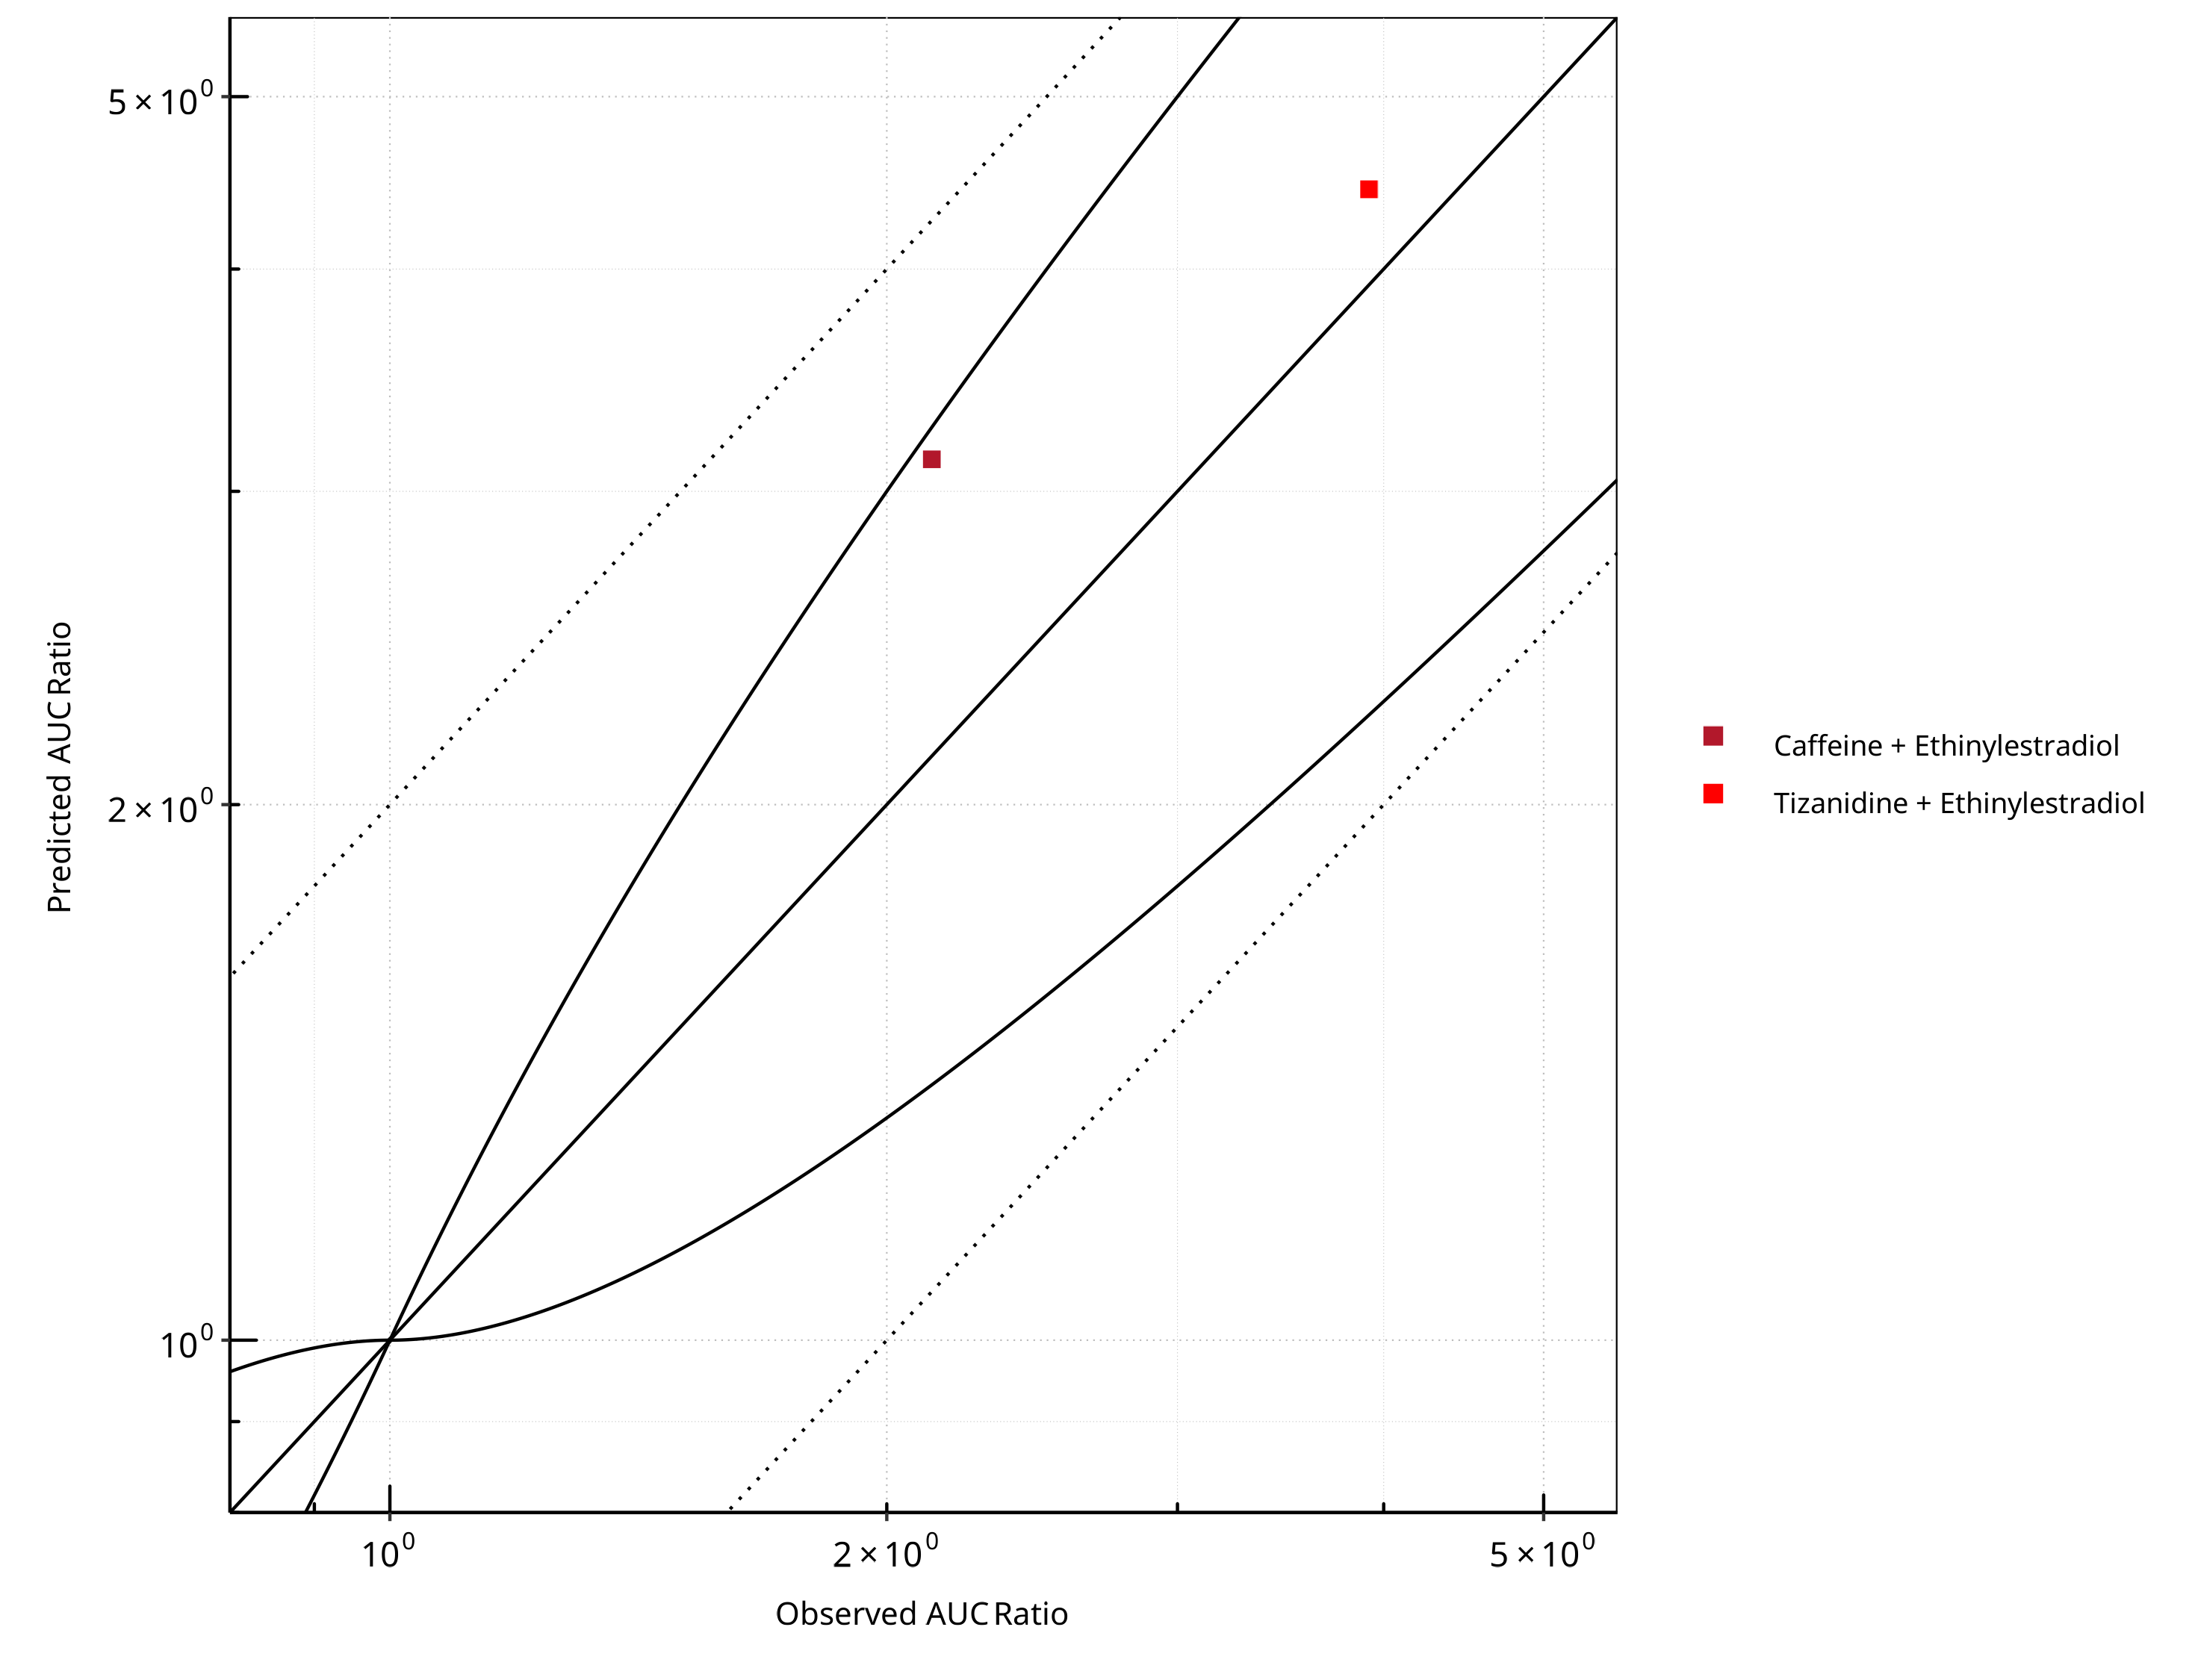 5 × 10⁰
2 × 10⁰
10⁰
Predicted AUC Ratio
10⁰ 2 × 10⁰ 5 × 10⁰
Observed AUC Ratio
Caffeine + Ethinylestradiol
Tizanidine + Ethinylestradiol